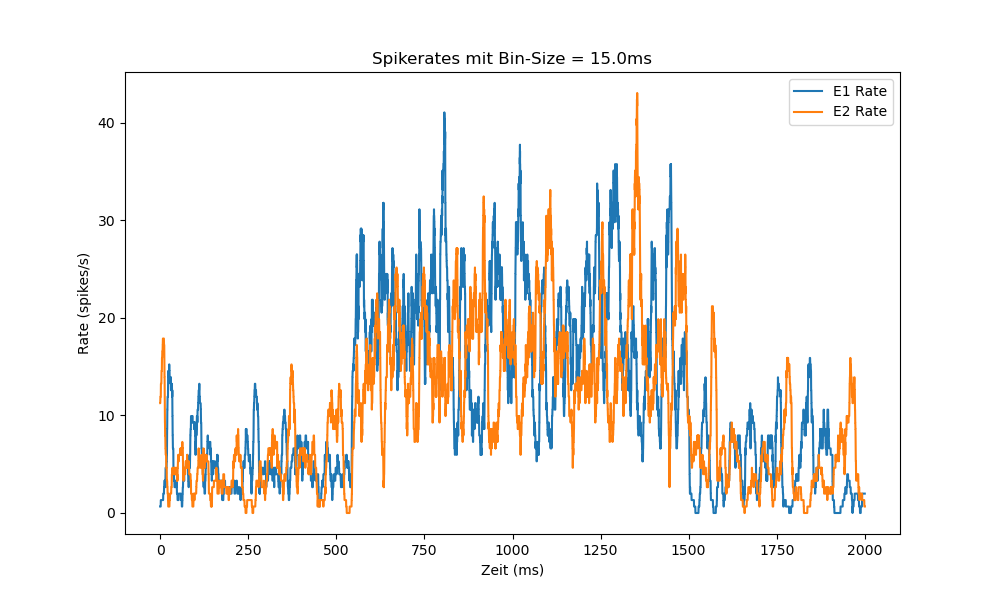 Spikerates mit Bin-Size = 15.0ms
E1 Rate
E2 Rate
Rate (spikes/s)
40
30
20
10
0
0 250 500 750 1000 1250 1500 1750 2000
Zeit (ms)